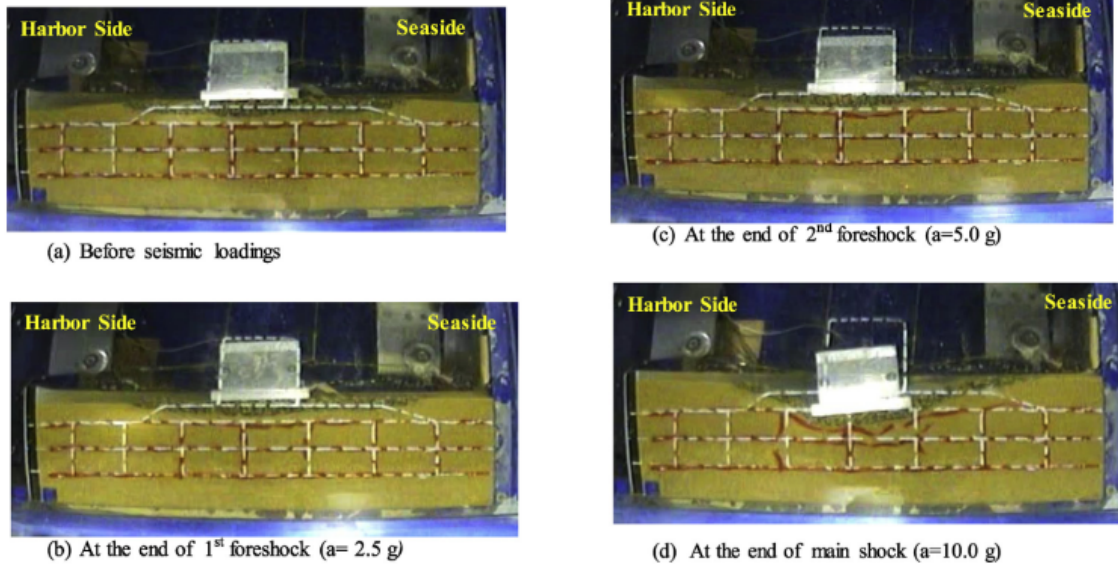 Harbor Side Seaside
(a) Before seismic loadings
Harbor Side Seaside
(b) At the end of 1st foreshock (a= 2.5 g)
Harbor Side Seaside
(c) At the end of 2nd foreshock (a=5.0 g)
Harbor Side Seaside
(d) At the end of main shock (a=10.0 g)